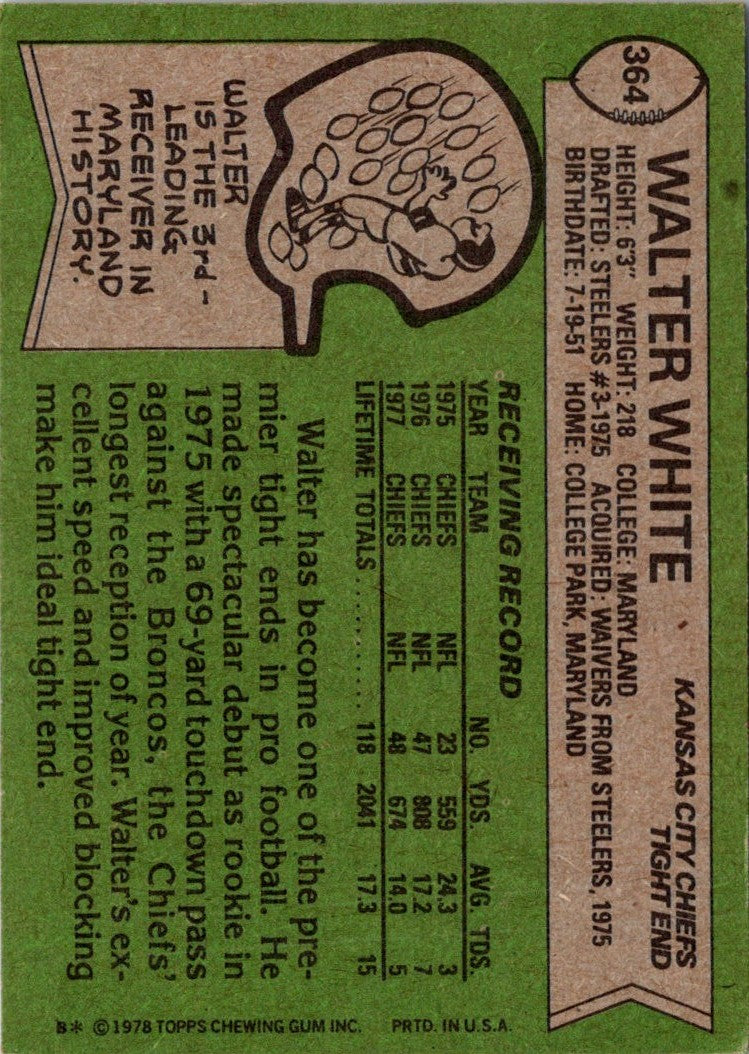 364
WALTER WHITE
KANSAS CITY CHIEFS
TIGHT END
HEIGHT: 6'3" WEIGHT: 218 COLLEGE: MARYLAND
DRAFTED: STEELERS #3-1975 ACQUIRED: WAIVERS FROM STEELERS, 1975
BIRTHDATE: 7-19-51 HOME: COLLEGE PARK, MARYLAND
WALTER
IS THE 3rd-
LEADING
RECEIVER IN
MARYLAND
HISTORY.
RECEIVING RECORD
YEAR TEAM NO. YDS. AVG. TDS.
1975 CHIEFS NFL 23 559 24.3 3
1976 CHIEFS NFL 47 808 17.2 7
1977 CHIEFS NFL 48 674 14.0 5
LIFETIME TOTALS . . . . . . . . . . . 118 2041 17.3 15
Walter has become one of the pre-
mier tight ends in pro football. He
made spectacular debut as rookie in
1975 with a 69-yard touchdown pass
against the Broncos, the Chiefs'
longest reception of year. Walter's ex-
cellent speed and improved blocking
make him ideal tight end.
B* © 1978 TOPPS CHEWING GUM INC. PRTD. IN U.S.A.